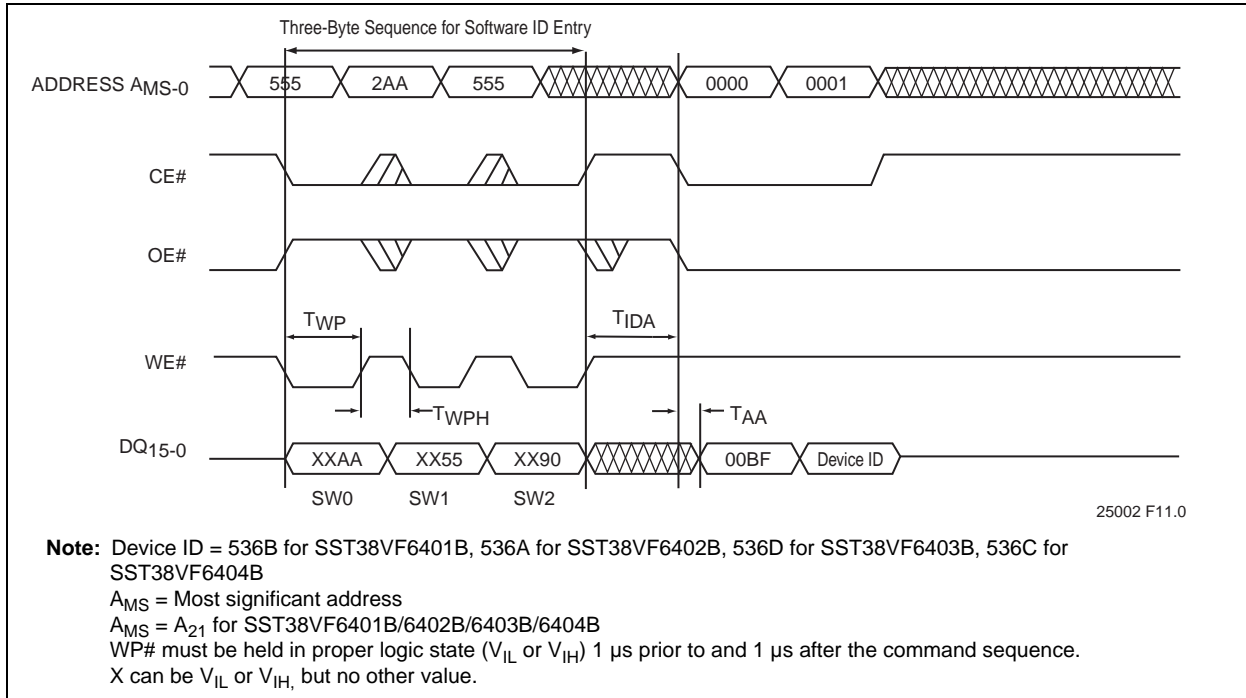 Three-Byte Sequence for Software ID Entry
ADDRESS AMS-0
555
2AA
555
0000
0001
CE#
OE#
TWP
TIDA
WE#
TWPH
TAA
DQ15-0
XXAA
XX55
XX90
00BF
Device ID
SW0
SW1
SW2
25002 F11.0
Note: Device ID = 536B for SST38VF6401B, 536A for SST38VF6402B, 536D for SST38VF6403B, 536C for
SST38VF6404B
AMS = Most significant address
AMS = A21 for SST38VF6401B/6402B/6403B/6404B
WP# must be held in proper logic state (VIL or VIH) 1 µs prior to and 1 µs after the command sequence.
X can be VIL or VIH, but no other value.